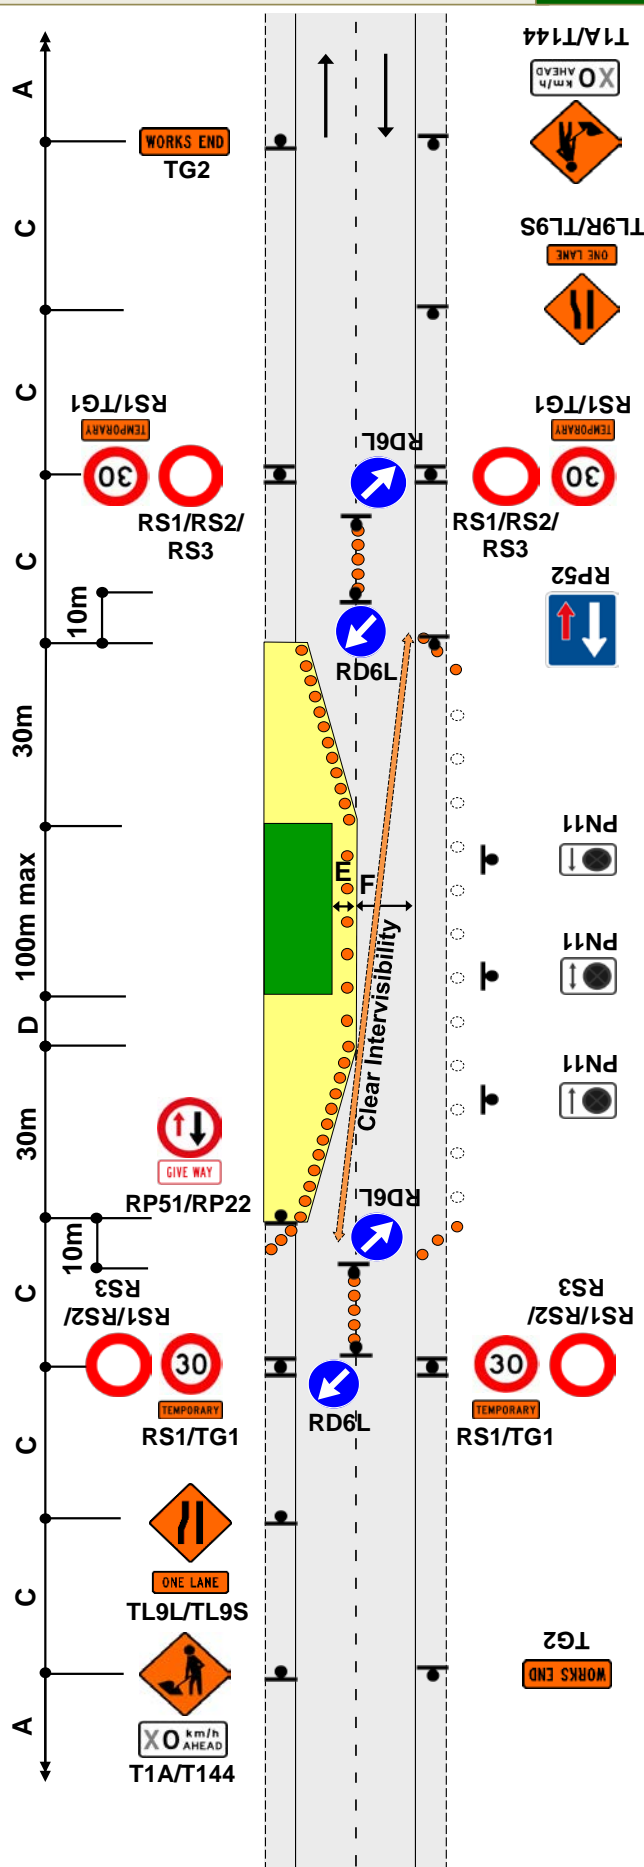 T1A/T144
X0 km/h
AHEAD
A
WORKS END
TG2
C
TL9R/TL9S
ONE LANE
C
RS1/TG1
TEMPORARY
30
RS1/RS2/
RS3
RD6L
RS1/TG1
TEMPORARY
30
RS1/RS2/
RS3
C
10m
RP52
RD6L
30m
PN11
E
F
100m max
PN11
Clear Intervisibility
D
PN11
30m
GIVE WAY
RP51/RP22
RD6L
10m
C
RS1/RS2/
RS3
30
TEMPORARY
RS1/TG1
RD6L
RS1/RS2/
RS3
30
TEMPORARY
RS1/TG1
C
ONE LANE
TL9L/TL9S
C
TG2
WORKS END
A
X0 km/h
AHEAD
T1A/T144